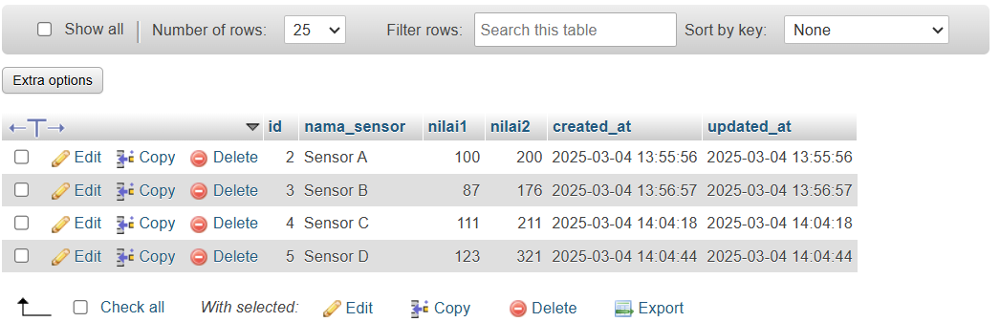 Show all Number of rows: 25 Filter rows: Search this table Sort by key: None
Extra options
id nama_sensor nilai1 nilai2 created_at updated_at
Edit Copy Delete 2 Sensor A 100 200 2025-03-04 13:55:56 2025-03-04 13:55:56
Edit Copy Delete 3 Sensor B 87 176 2025-03-04 13:56:57 2025-03-04 13:56:57
Edit Copy Delete 4 Sensor C 111 211 2025-03-04 14:04:18 2025-03-04 14:04:18
Edit Copy Delete 5 Sensor D 123 321 2025-03-04 14:04:44 2025-03-04 14:04:44
Check all With selected: Edit Copy Delete Export